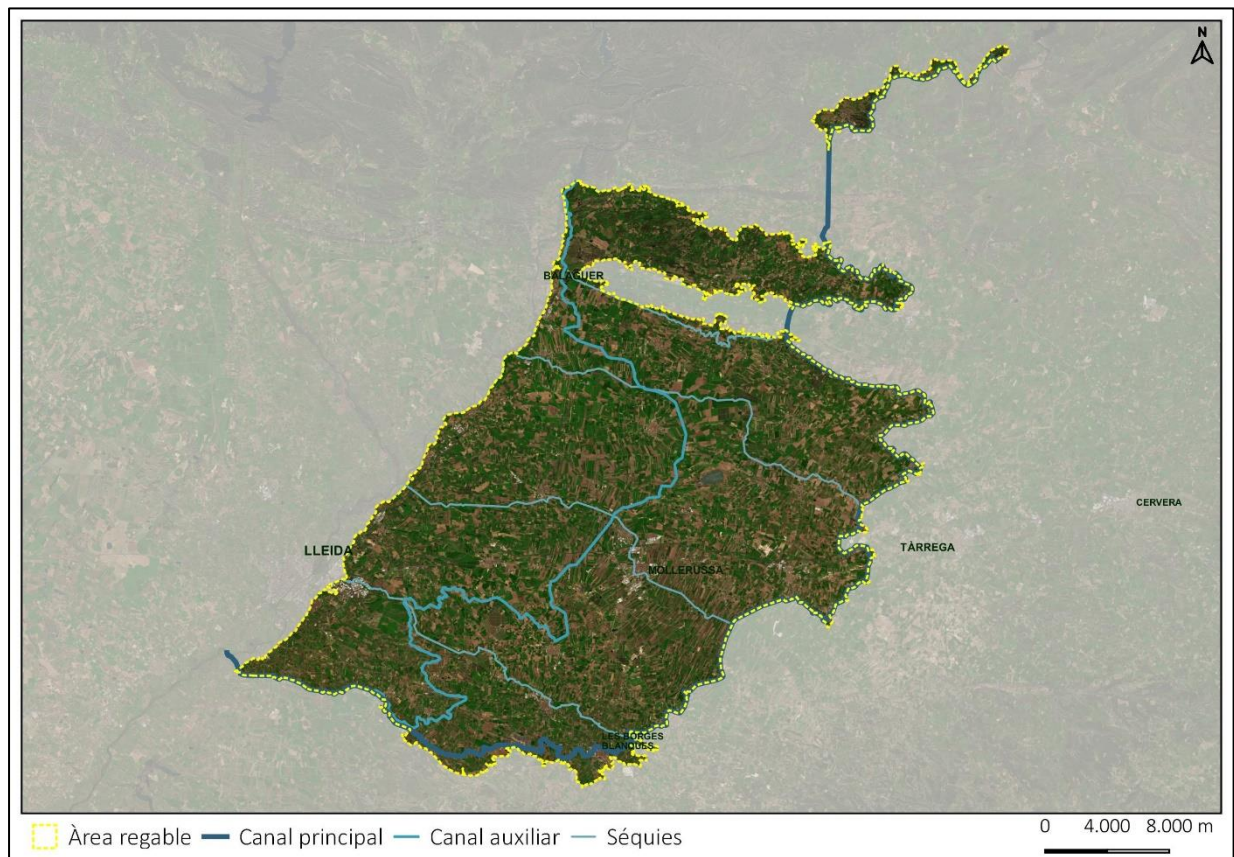 N
BALAGUER
CERVERA
LLEIDA
TÀRREGA
MOLLERUSSA
LES BORGES
BLANQUES
Àrea regable
Canal principal
Canal auxiliar
Séquies
0 4.000 8.000 m